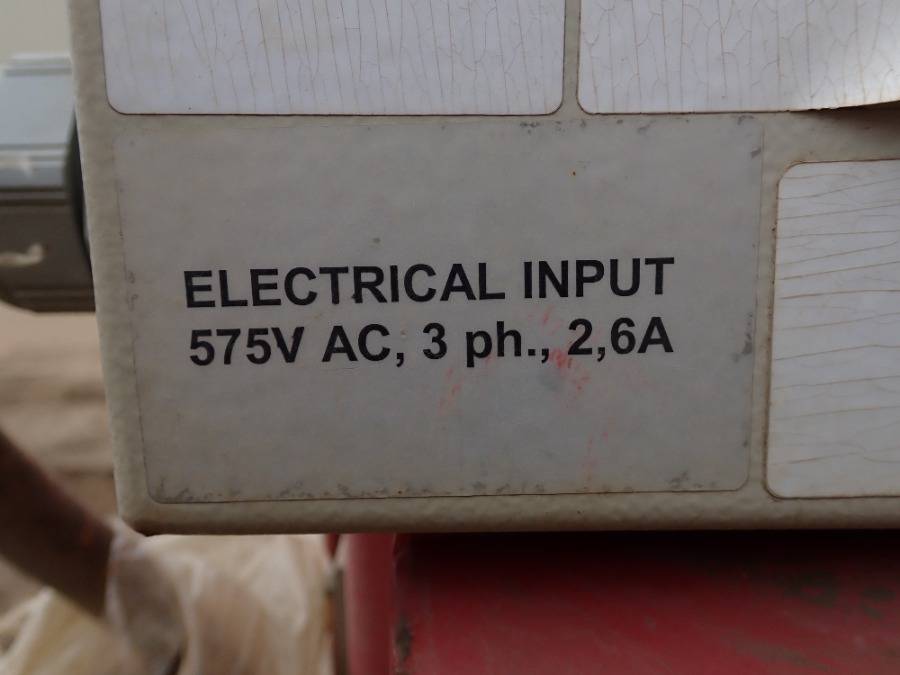 ELECTRICAL INPUT
575V AC, 3 ph., 2,6A